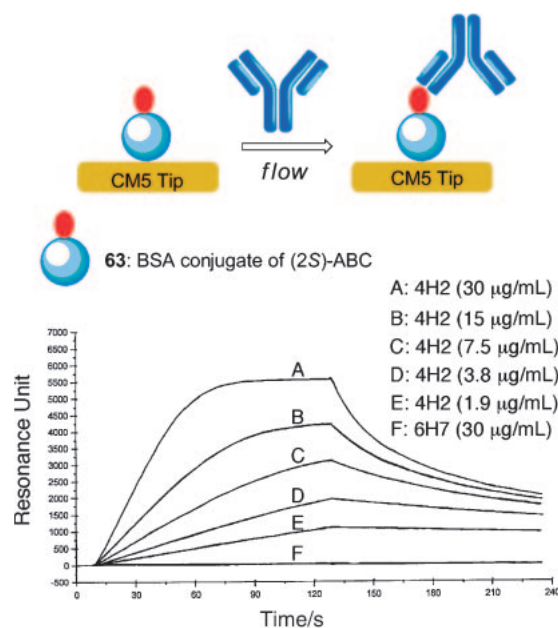 flow
CM5 Tip
CM5 Tip
63: BSA conjugate of (2S)-ABC
A: 4H2 (30 µg/mL)
B: 4H2 (15 µg/mL)
C: 4H2 (7.5 µg/mL)
D: 4H2 (3.8 µg/mL)
E: 4H2 (1.9 µg/mL)
F: 6H7 (30 µg/mL)
Resonance Unit
7000
6500
6000
5500
5000
4500
4000
3500
3000
2500
2000
1500
1000
500
0
-500
A
B
C
D
E
F
0
30
60
90
120
150
180
210
240
Time/s